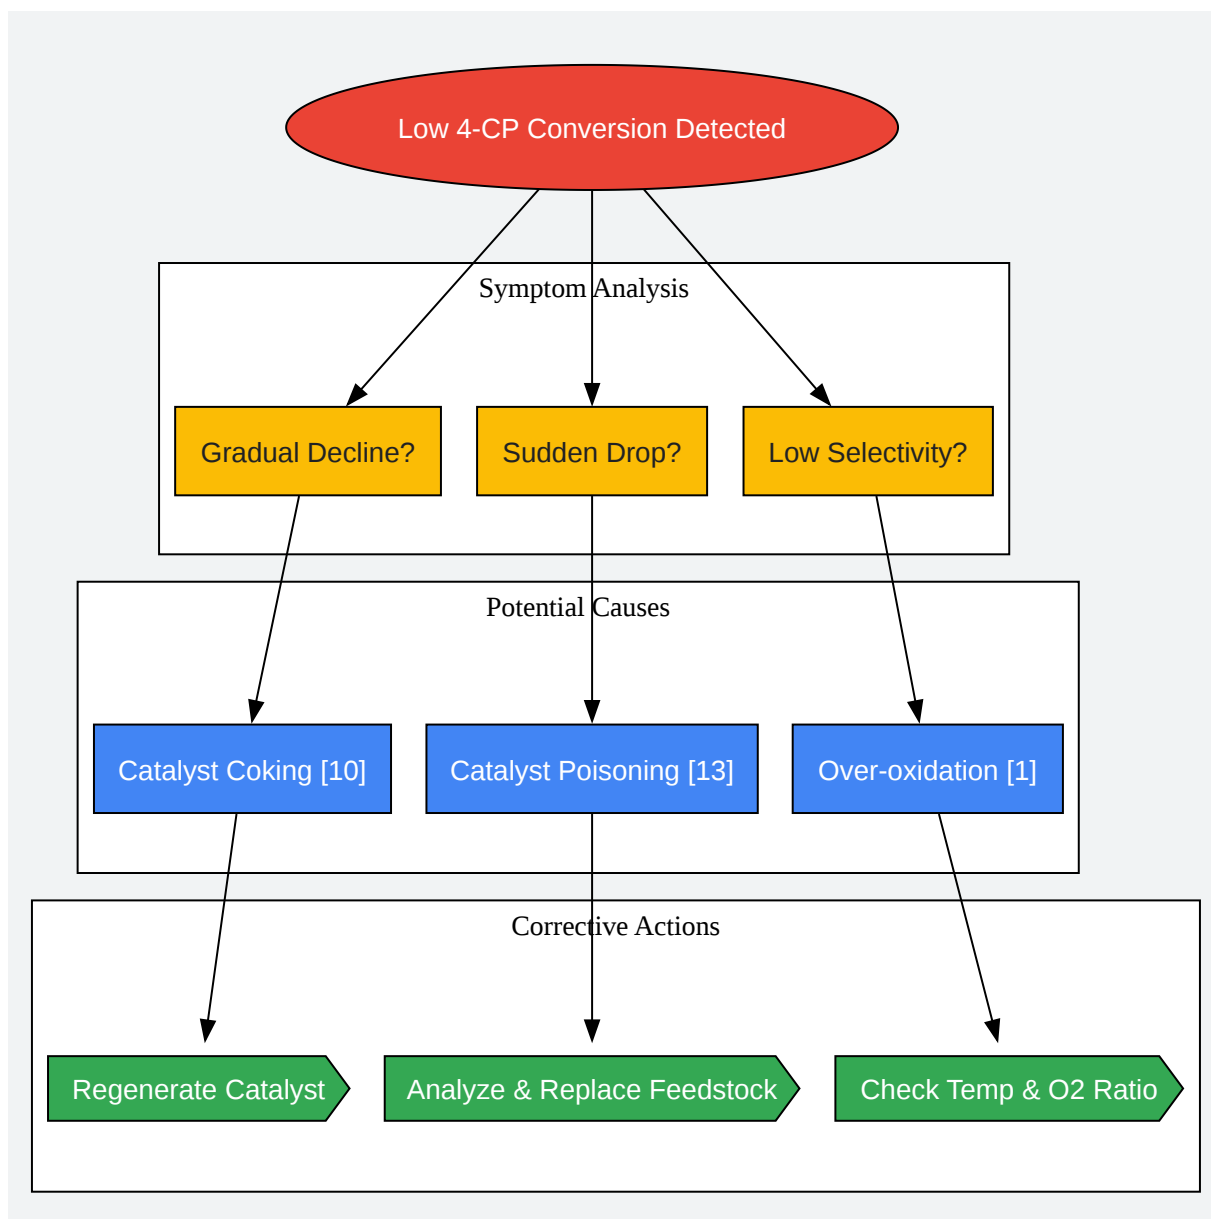 Low 4-CP Conversion Detected
Symptom Analysis
Gradual Decline?
Sudden Drop?
Low Selectivity?
Potential Causes
Catalyst Coking [10]
Catalyst Poisoning [13]
Over-oxidation [1]
Corrective Actions
Regenerate Catalyst
Analyze & Replace Feedstock
Check Temp & O2 Ratio